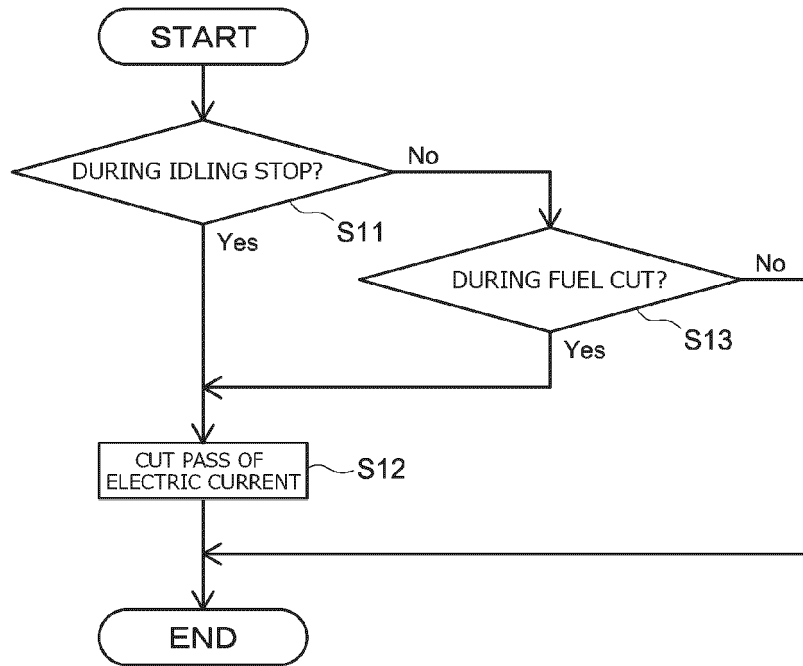 START
DURING IDLING STOP?
No
S11
Yes
DURING FUEL CUT?
No
S13
Yes
CUT PASS OF
ELECTRIC CURRENT
S12
END